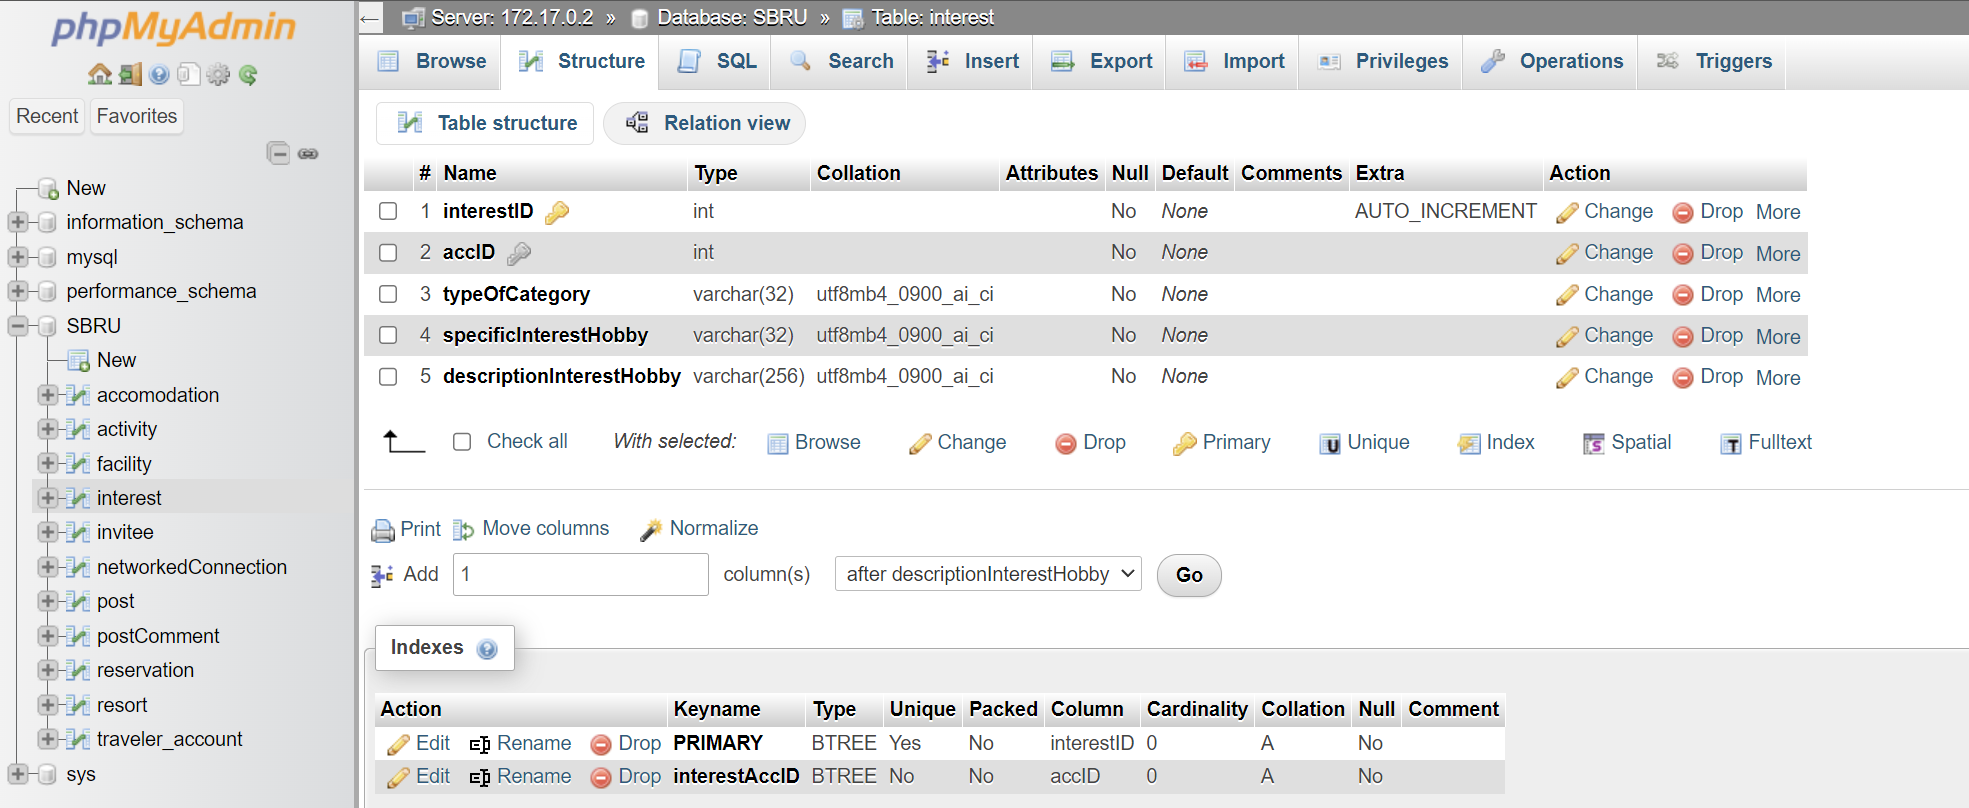 phpMyAdmin
Recent Favorites
New
information_schema
mysql
performance_schema
SBRU
New
accomodation
activity
facility
interest
invitee
networkedConnection
post
postComment
reservation
resort
traveler_account
sys
← Server: 172.17.0.2 » Database: SBRU » Table: interest
Browse Structure SQL Search Insert Export Import Privileges Operations Triggers
Table structure Relation view
# Name Type Collation Attributes Null Default Comments Extra Action
1 interestID int No None AUTO_INCREMENT Change Drop More
2 accID int No None Change Drop More
3 typeOfCategory varchar(32) utf8mb4_0900_ai_ci No None Change Drop More
4 specificInterestHobby varchar(32) utf8mb4_0900_ai_ci No None Change Drop More
5 descriptionInterestHobby varchar(256) utf8mb4_0900_ai_ci No None Change Drop More
Check all With selected: Browse Change Drop Primary Unique Index Spatial Fulltext
Print Move columns Normalize
Add 1 column(s) after descriptionInterestHobby Go
Indexes
Action Keyname Type Unique Packed Column Cardinality Collation Null Comment
Edit Rename Drop PRIMARY BTREE Yes No interestID 0 A No
Edit Rename Drop interestAccID BTREE No No accID 0 A No